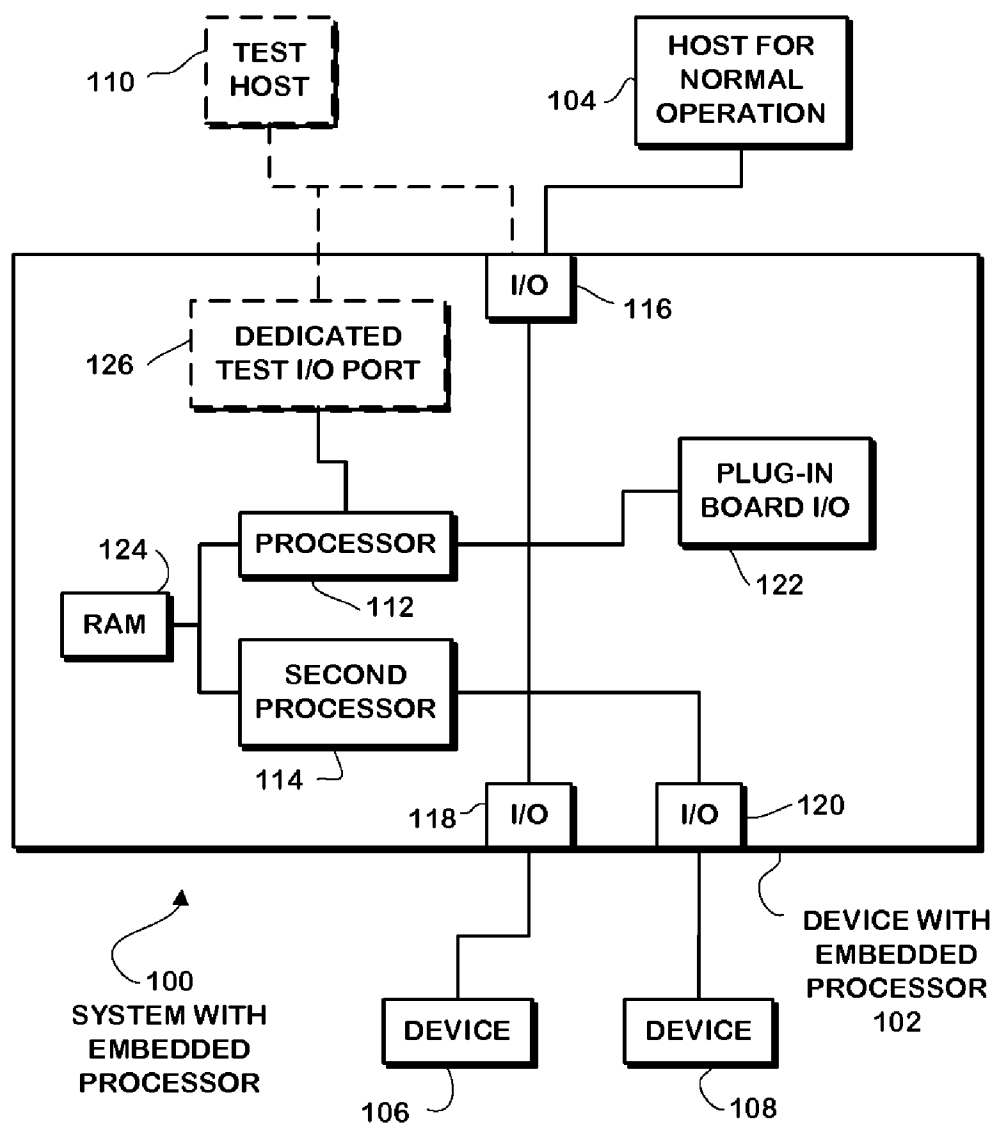 TEST
HOST
110
HOST FOR
NORMAL
OPERATION
104
I/O
116
DEDICATED
TEST I/O PORT
126
PLUG-IN
BOARD I/O
122
PROCESSOR
112
124
RAM
SECOND
PROCESSOR
114
118
I/O
I/O
120
DEVICE WITH
EMBEDDED
PROCESSOR
102
100
SYSTEM WITH
EMBEDDED
PROCESSOR
DEVICE
106
DEVICE
108